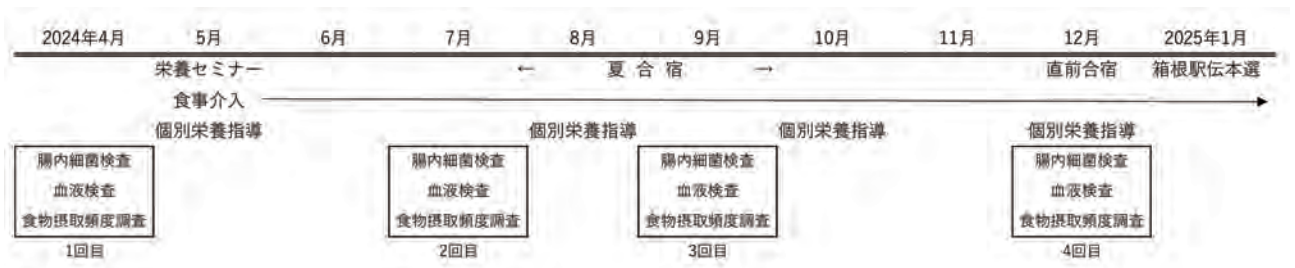 2024年4月 5月 6月 7月 8月 9月 10月 11月 12月 2025年1月
栄養セミナー ← 夏合宿 → 直前合宿 箱根駅伝本選
食事介入
個別栄養指導 個別栄養指導 個別栄養指導 個別栄養指導
腸内細菌検査 腸内細菌検査 腸内細菌検査 腸内細菌検査
血液検査 血液検査 血液検査 血液検査
食物摂取頻度調査 食物摂取頻度調査 食物摂取頻度調査 食物摂取頻度調査
1回目 2回目 3回目 4回目